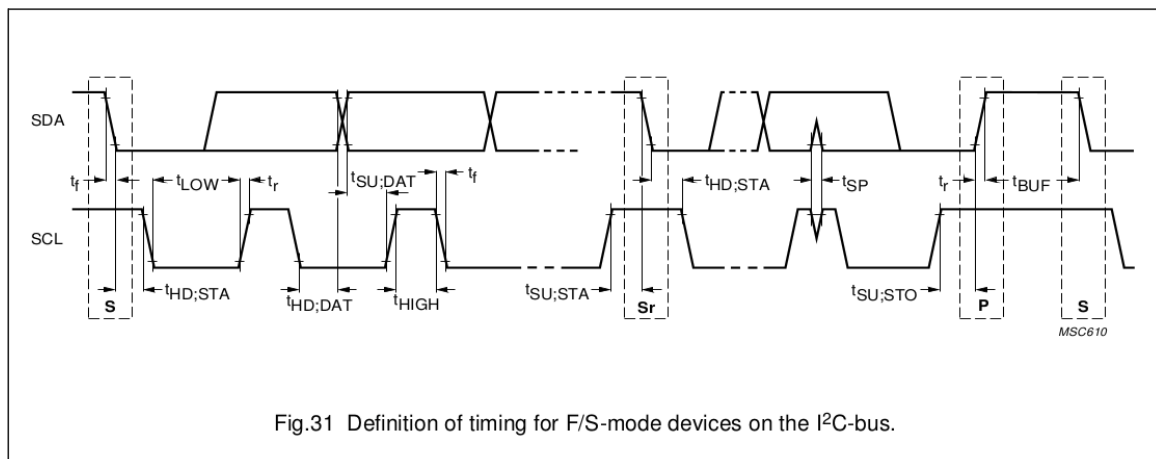 SDA
tf tLOW tr tSU;DAT tf tHD;STA tSP tr tBUF
SCL
tHD;STA tHD;DAT tHIGH tSU;STA tSU;STO
S Sr P S
MSC610
Fig.31 Definition of timing for F/S-mode devices on the I²C-bus.